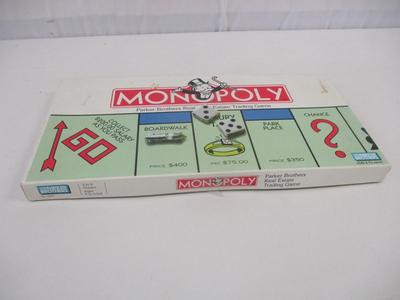 MONOPOLY
Parker Brothers Real Estate Trading Game
COLLECT
$200.00 SALARY
AS YOU PASS
GO
BOARDWALK
PRICE $400
PAY $75.00
PARK
PLACE
PRICE $350
CHANCE
?
MONOPOLY
Parker Brothers
Real Estate
Trading Game